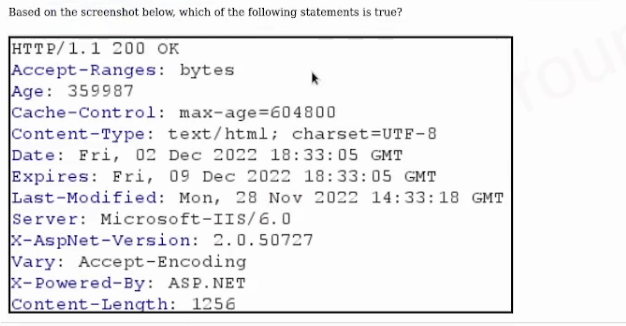 Based on the screenshot below, which of the following statements is true?
HTTP/1.1 200 OK
Accept-Ranges: bytes
Age: 359987
Cache-Control: max-age=604800
Content-Type: text/html; charset=UTF-8
Date: Fri, 02 Dec 2022 18:33:05 GMT
Expires: Fri, 09 Dec 2022 18:33:05 GMT
Last-Modified: Mon, 28 Nov 2022 14:33:18 GMT
Server: Microsoft-IIS/6.0
X-AspNet-Version: 2.0.50727
Vary: Accept-Encoding
X-Powered-By: ASP.NET
Content-Length: 1256